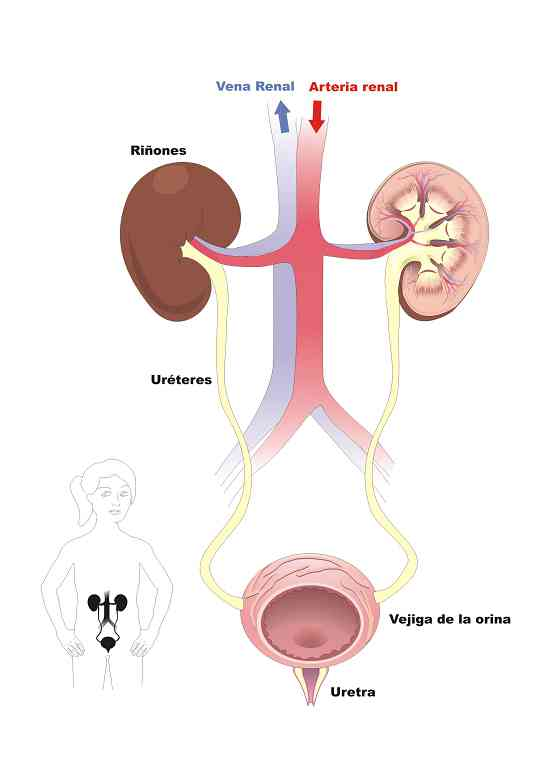 Vena Renal
Arteria renal
Riñones
Uréteres
Vejiga de la orina
Uretra